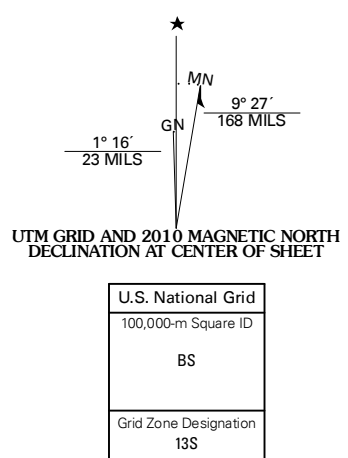 MN
9° 27´
168 MILS
GN
1° 16´
23 MILS
UTM GRID AND 2010 MAGNETIC NORTH
DECLINATION AT CENTER OF SHEET
U.S. National Grid
100,000-m Square ID
BS
Grid Zone Designation
13S